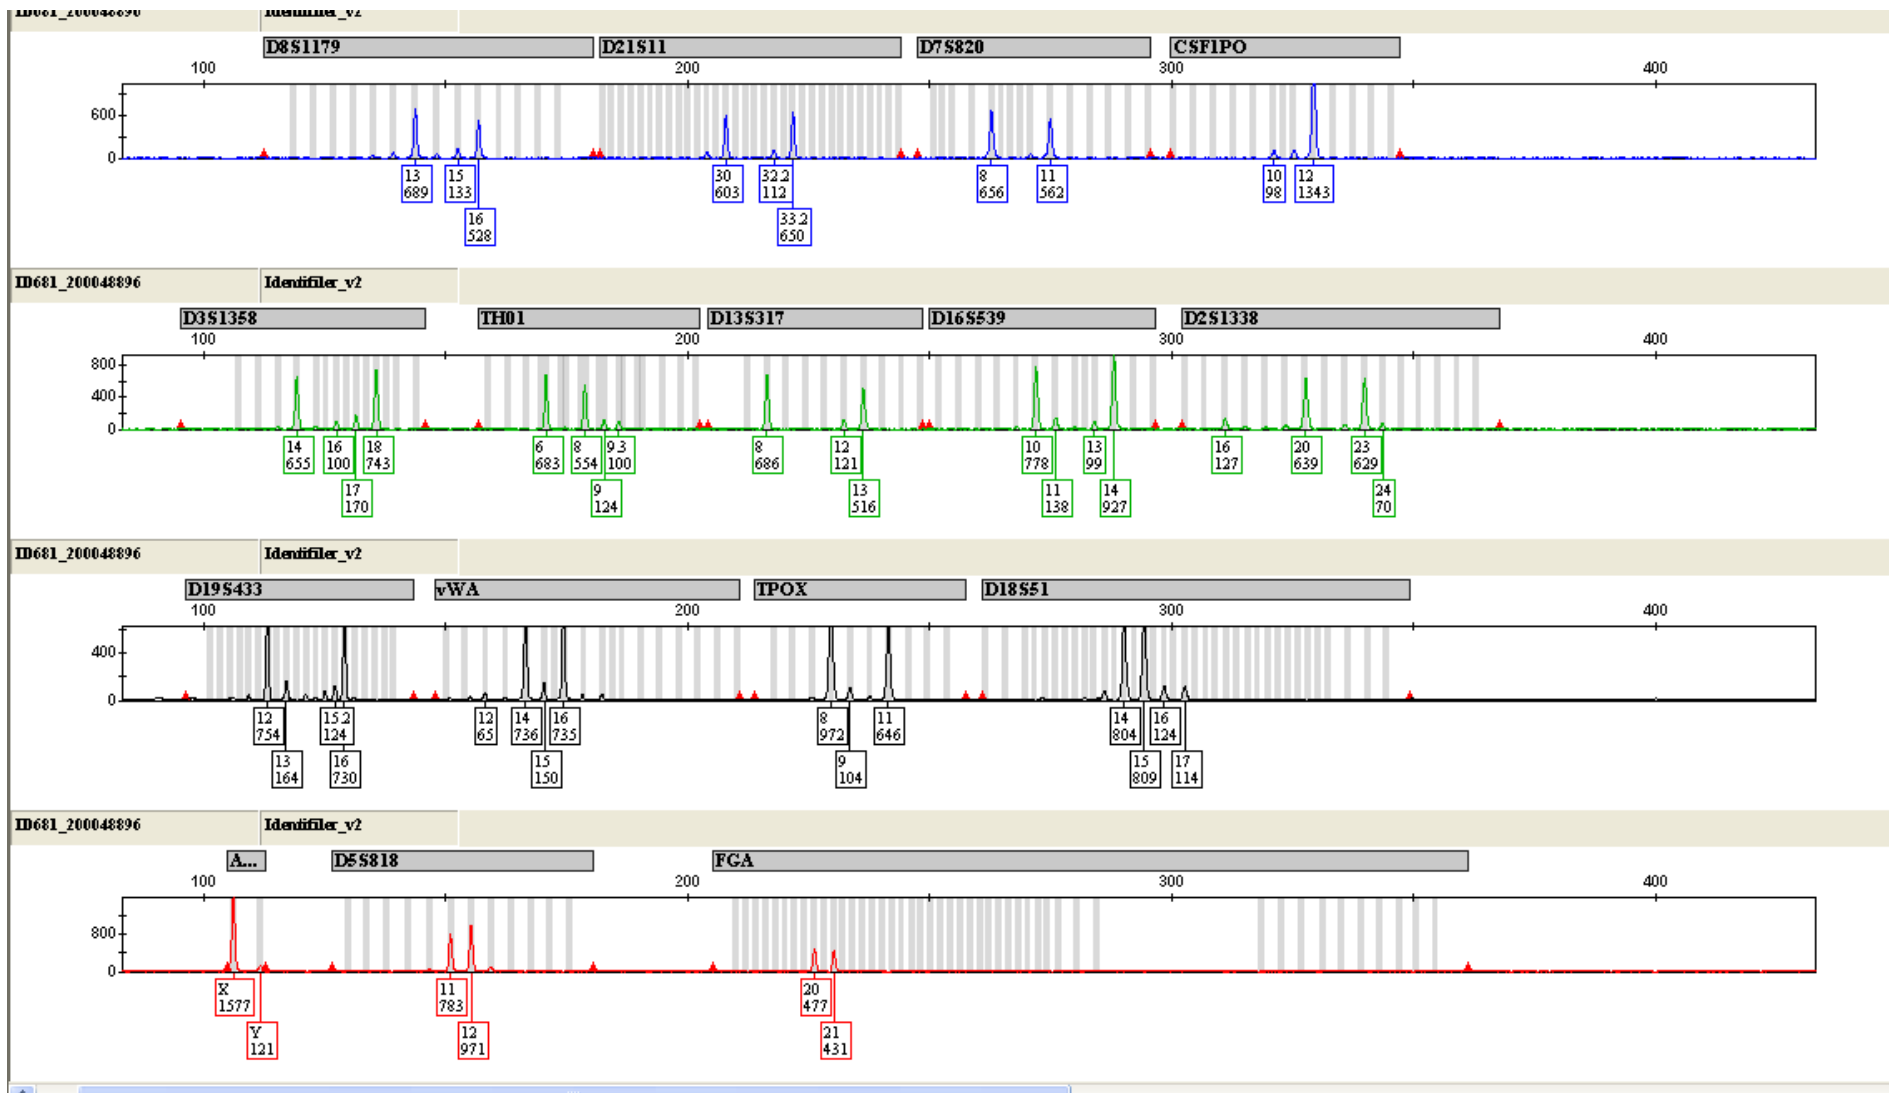 ID681_200048896 Identifiler_v2
D8S1179 D21S11 D7S820 CSF1PO
100 200 300 400
600
0
13 15 30 32.2 8 11 10 12
689 133 603 112 656 562 98 1343
16 33.2
528 650
ID681_200048896 Identifiler_v2
D3S1358 TH01 D13S317 D16S539 D2S1338
100 200 300 400
800
400
0
14 16 18 6 8 9.3 8 12 10 13 16 20 23
655 100 743 683 554 100 686 121 778 99 127 639 629
17 9 13 11 14 24
170 124 516 138 927 70
ID681_200048896 Identifiler_v2
D19S433 vWA TPOX D18S51
100 200 300 400
400
0
12 15.2 12 14 16 8 11 14 16
754 124 65 736 735 972 646 804 124
13 16 15 9 15 17
164 730 150 104 809 114
ID681_200048896 Identifiler_v2
A... D5S818 FGA
100 200 300 400
800
0
X 11 20
1577 783 477
Y 12 21
121 971 431